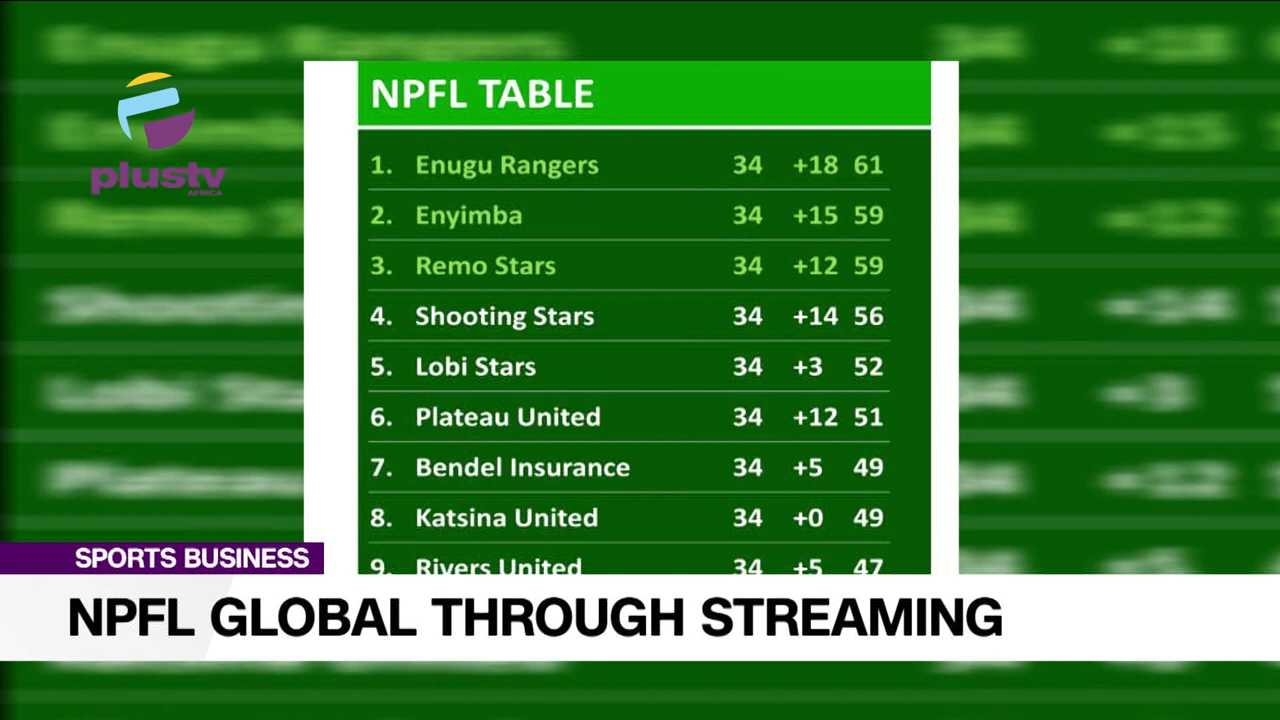 plustv
AFRICA
NPFL TABLE
1. Enugu Rangers 34 +18 61
2. Enyimba 34 +15 59
3. Remo Stars 34 +12 59
4. Shooting Stars 34 +14 56
5. Lobi Stars 34 +3 52
6. Plateau United 34 +12 51
7. Bendel Insurance 34 +5 49
8. Katsina United 34 +0 49
9. Rivers United 34 +5 47
SPORTS BUSINESS
NPFL GLOBAL THROUGH STREAMING